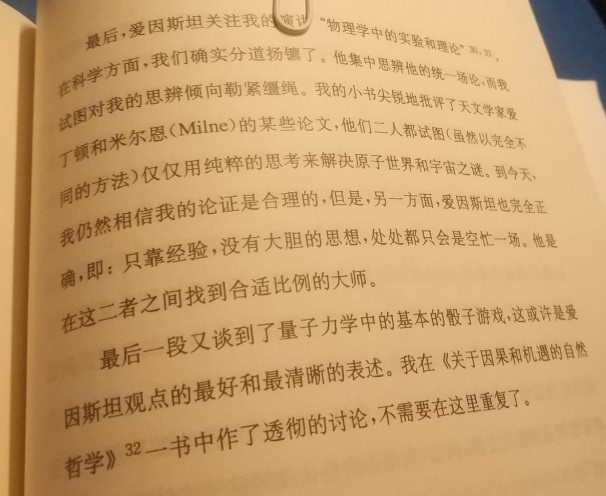 最后，爱因斯坦关注我的演讲“物理学中的实验和理论”30,31，
在科学方面，我们确实分道扬镳了。他集中思辨他的统一场论，而我
试图对我的思辨倾向勒紧缰绳。我的小书尖锐地批评了天文学家爱
丁顿和米尔恩（Milne）的某些论文，他们二人都试图（虽然以完全不
同的方法）仅仅用纯粹的思考来解决原子世界和宇宙之谜。到今天，
我仍然相信我的论证是合理的，但是，另一方面，爱因斯坦也完全正
确，即：只靠经验，没有大胆的思想，处处都只会是空忙一场。他是
在这二者之间找到合适比例的大师。
最后一段又谈到了量子力学中的基本的骰子游戏，这或许是爱
因斯坦观点的最好和最清晰的表述。我在《关于因果和机遇的自然
哲学》32一书中作了透彻的讨论，不需要在这里重复了。